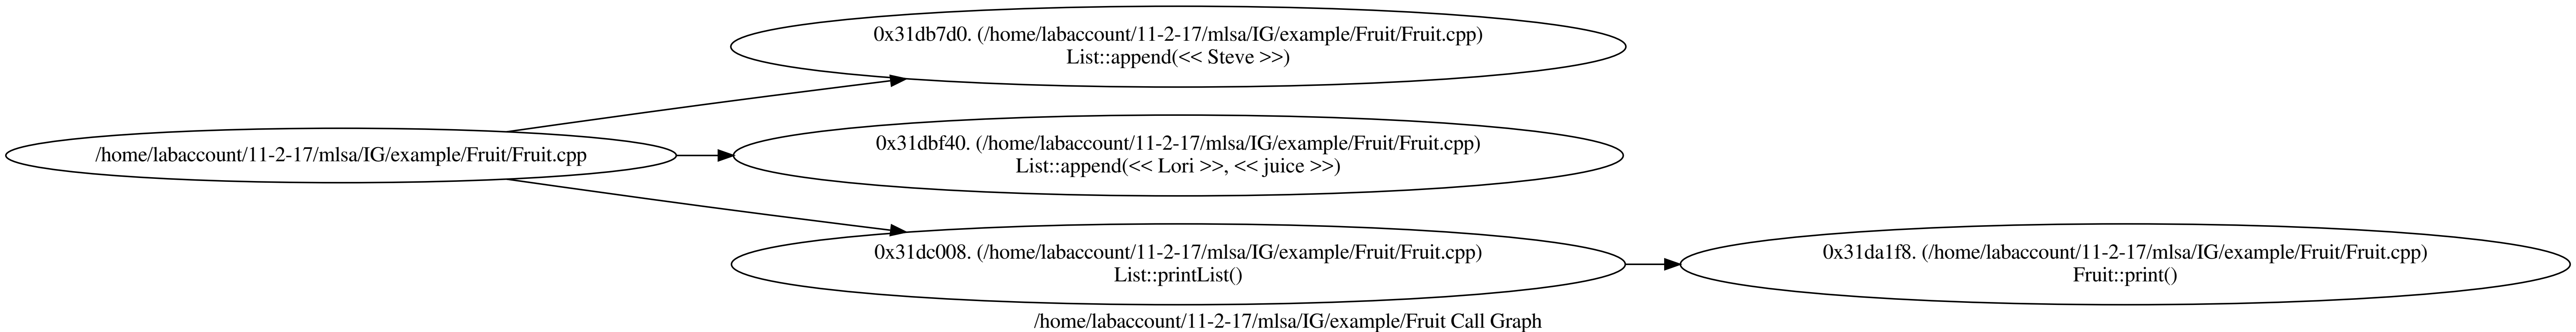 0x31db7d0. (/home/labaccount/11-2-17/mlsa/IG/example/Fruit/Fruit.cpp)
List::append(<< Steve >>)
/home/labaccount/11-2-17/mlsa/IG/example/Fruit/Fruit.cpp
0x31dbf40. (/home/labaccount/11-2-17/mlsa/IG/example/Fruit/Fruit.cpp)
List::append(<< Lori >>, << juice >>)
0x31dc008. (/home/labaccount/11-2-17/mlsa/IG/example/Fruit/Fruit.cpp)
List::printList()
0x31da1f8. (/home/labaccount/11-2-17/mlsa/IG/example/Fruit/Fruit.cpp)
Fruit::print()
/home/labaccount/11-2-17/mlsa/IG/example/Fruit Call Graph